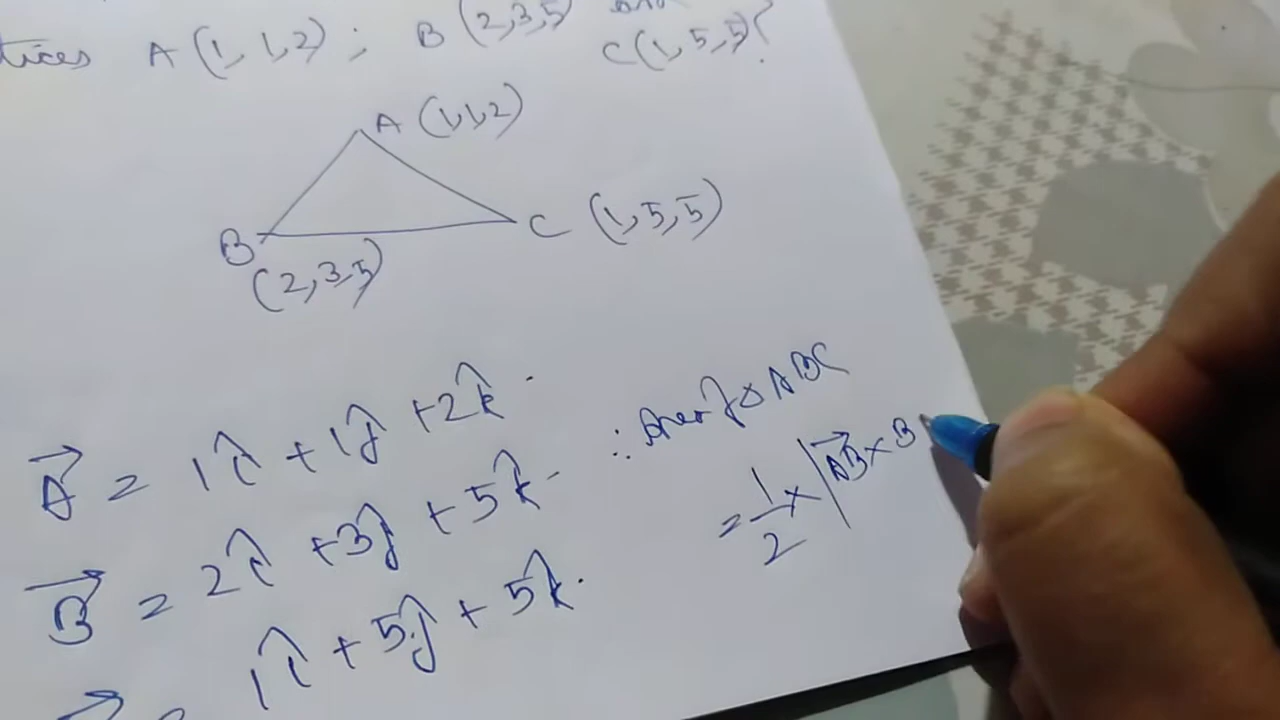 tices A (1, 1, 2) ; B (2, 3, 5) and
C (1, 5, 5) ?
A (1, 1, 2)
B
(2, 3, 5)
C (1, 5, 5)
A⃗ = 1î + 1ĵ + 2k̂ .
B⃗ = 2î + 3ĵ + 5k̂ .
= 1î + 5ĵ + 5k̂ .
∴ Area of △ ABC
= 1/2 × | A⃗B⃗ × B